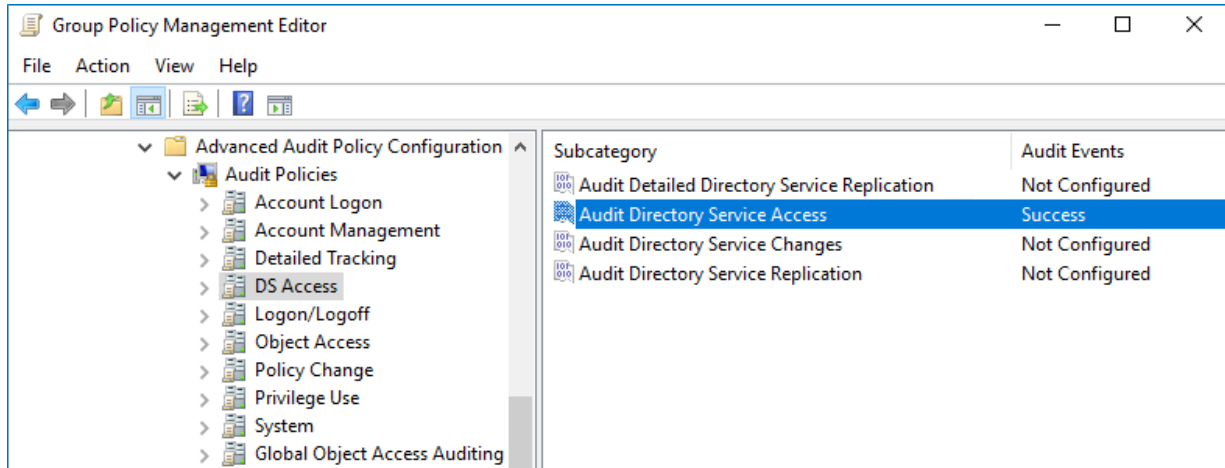 Group Policy Management Editor
File Action View Help
Advanced Audit Policy Configuration
Audit Policies
Account Logon
Account Management
Detailed Tracking
DS Access
Logon/Logoff
Object Access
Policy Change
Privilege Use
System
Global Object Access Auditing
Subcategory Audit Events
Audit Detailed Directory Service Replication Not Configured
Audit Directory Service Access Success
Audit Directory Service Changes Not Configured
Audit Directory Service Replication Not Configured